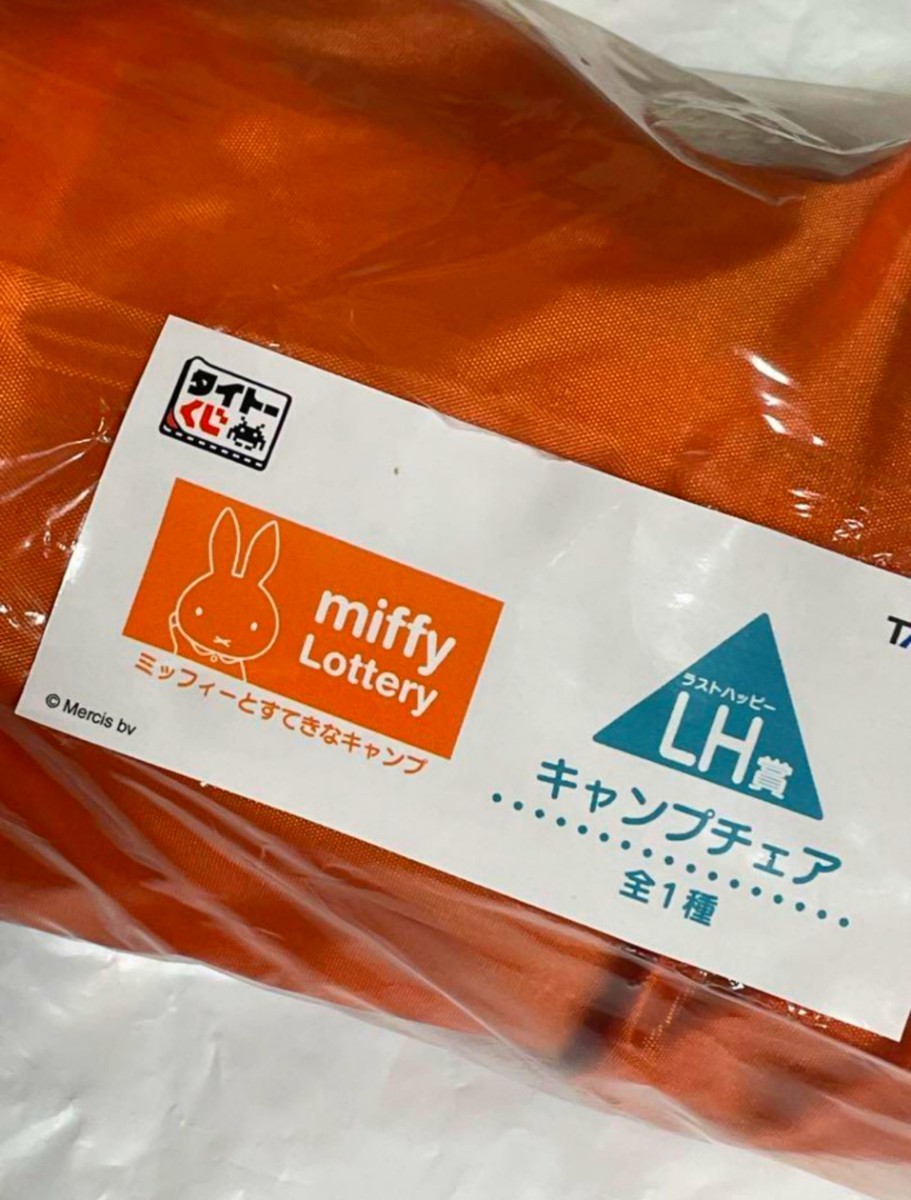 タイトー
くじ
miffy
Lottery
ミッフィーとすてきなキャンプ
© Mercis bv
ラストハッピー
LH賞
キャンプチェア
全1種